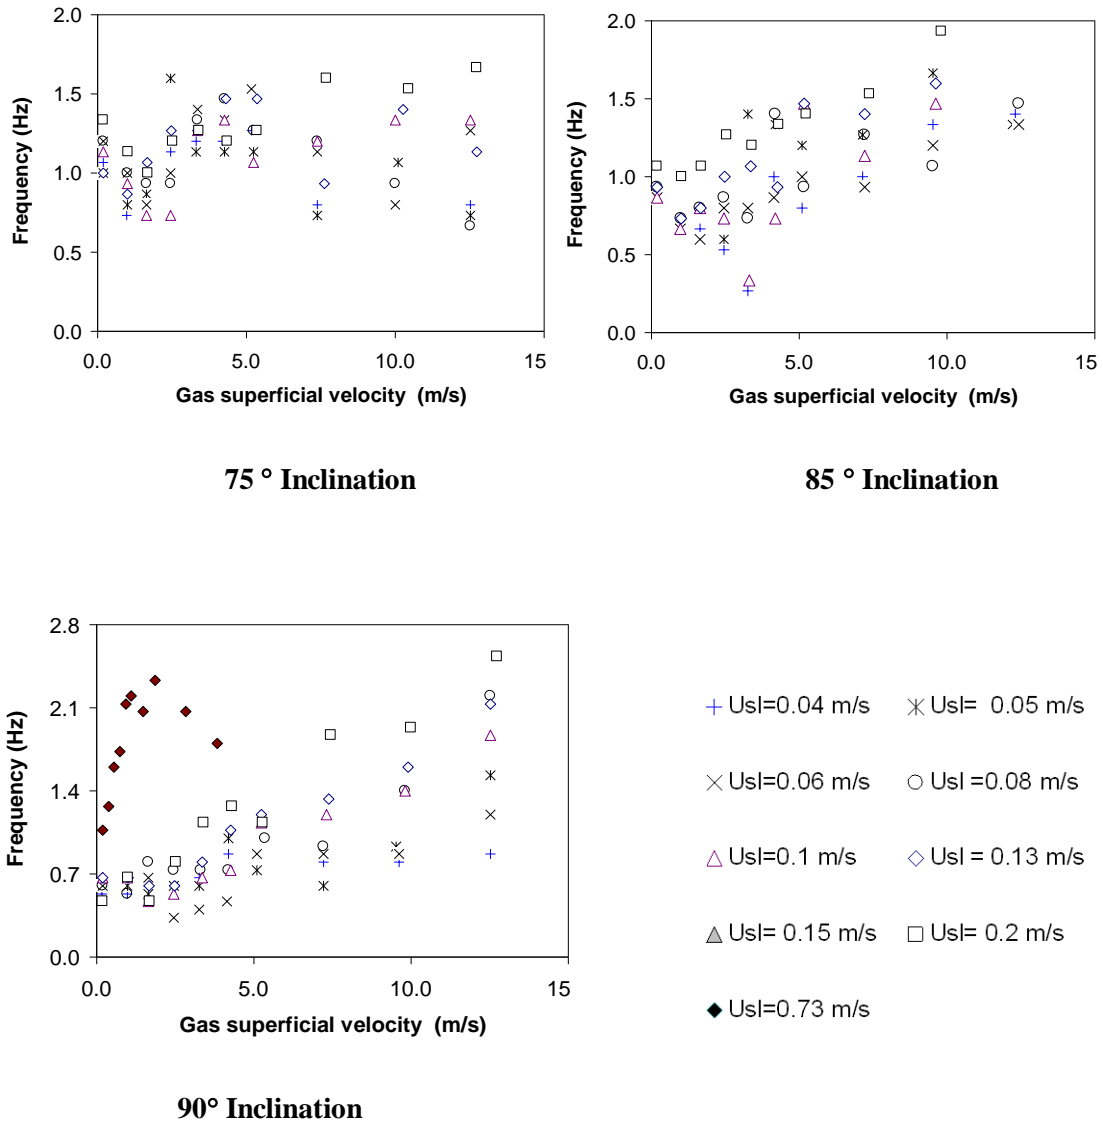 2.0
1.5
1.0
0.5
0.0
Frequency (Hz)
0.0 5.0 10.0 15
Gas superficial velocity (m/s)
75 ° Inclination
2.0
1.5
1.0
0.5
0.0
Frequency (Hz)
0.0 5.0 10.0 15
Gas superficial velocity (m/s)
85 ° Inclination
2.8
2.1
1.4
0.7
0.0
Frequency (Hz)
0.0 5.0 10.0 15
Gas superficial velocity (m/s)
90° Inclination
Usl=0.04 m/s Usl= 0.05 m/s
Usl=0.06 m/s Usl =0.08 m/s
Usl=0.1 m/s Usl = 0.13 m/s
Usl= 0.15 m/s Usl= 0.2 m/s
Usl=0.73 m/s